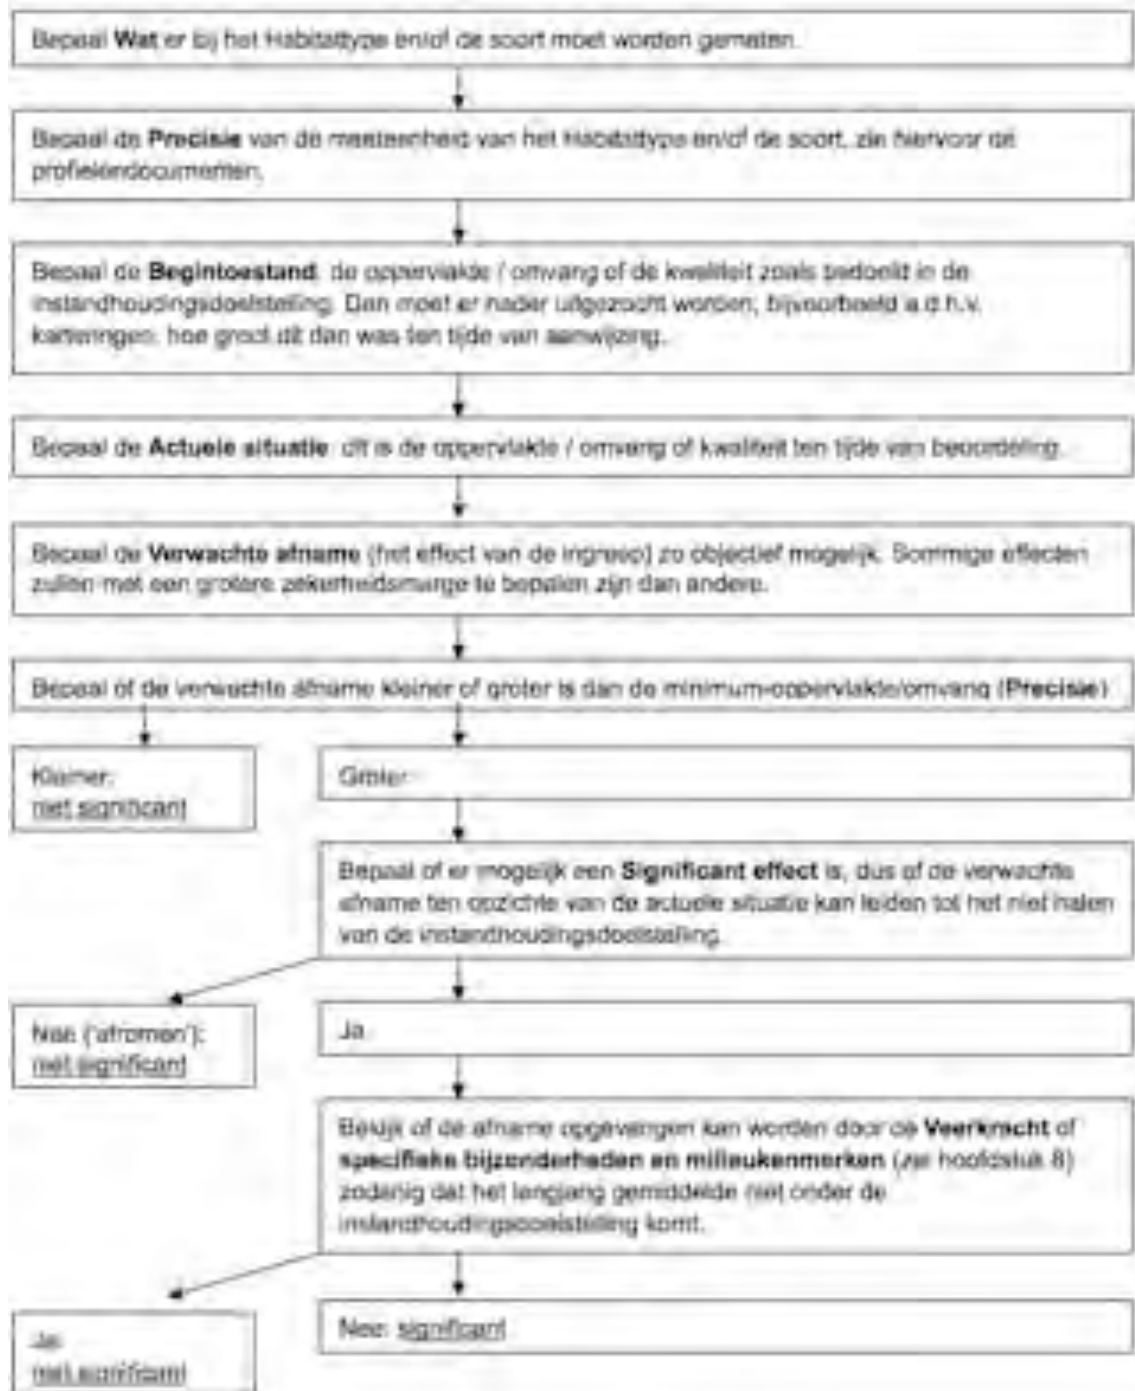 Bepaal Wat er bij het Habitattype en/of de soort moet worden gemeten.
Bepaal de Precisie van de meeteenheid van het Habitattype en/of de soort, zie hiervoor de
profielendocumenten.
Bepaal de Begintoestand: de oppervlakte / omvang of de kwaliteit zoals bedoeld in de
instandhoudingsdoelstelling. Dan moet er nader uitgezocht worden, bijvoorbeeld a.d.h.v.
karteringen, hoe groot dit dan was ten tijde van aanwijzing.
Bepaal de Actuele situatie: dit is de oppervlakte / omvang of kwaliteit ten tijde van beoordeling.
Bepaal de Verwachte afname (het effect van de ingreep) zo objectief mogelijk. Sommige effecten
zullen met een grotere zekerheidsmarge te bepalen zijn dan andere.
Bepaal of de verwachte afname kleiner of groter is dan de minimum-oppervlakte/omvang (Precisie)
Kleiner:
niet significant
Groter:
Bepaal of er mogelijk een Significant effect is, dus of de verwachte
afname ten opzichte van de actuele situatie kan leiden tot het niet halen
van de instandhoudingsdoelstelling.
Nee ('afromen'):
niet significant
Ja
Bekijk of de afname opgevangen kan worden door de Veerkracht of
specifieke bijzonderheden en milieukenmerken (zie hoofdstuk 8)
zodanig dat het langjarig gemiddelde niet onder de
instandhoudingsdoelstelling komt.
Ja:
niet significant
Nee: significant